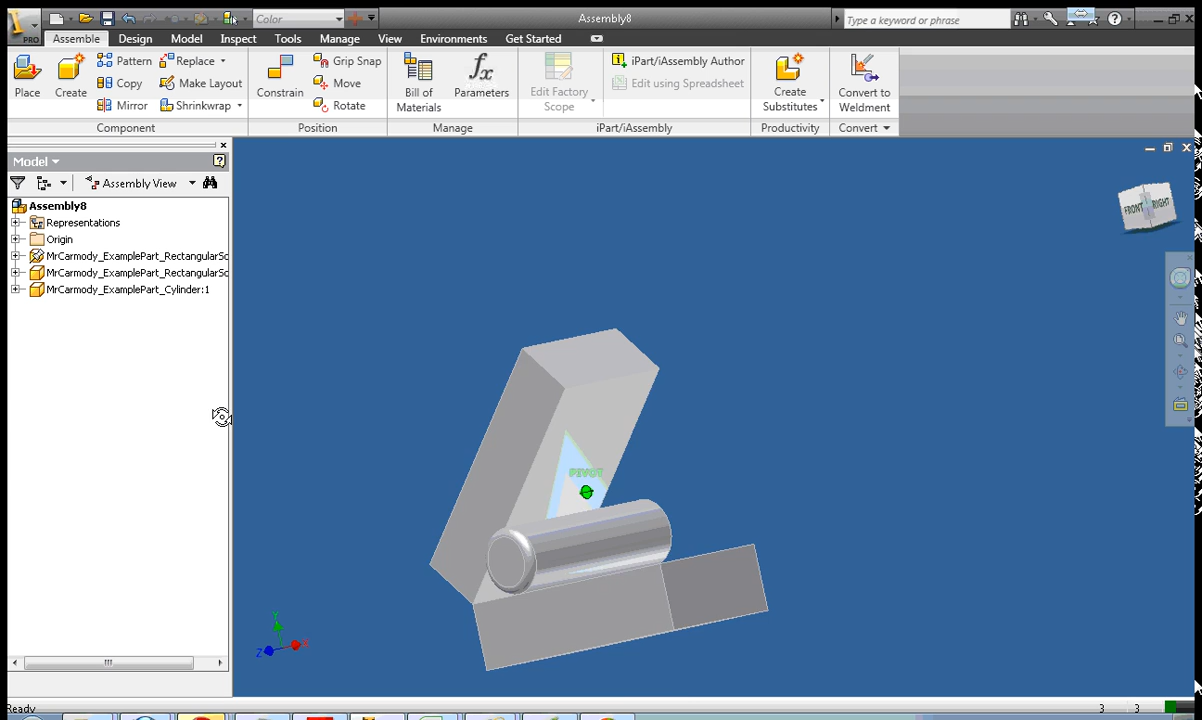 Assembly8
Color
Type a keyword or phrase
PRO
Assemble Design Model Inspect Tools Manage View Environments Get Started
Place
Create
Pattern
Copy
Mirror
Replace
Make Layout
Shrinkwrap
Component
Constrain
Grip Snap
Move
Rotate
Position
Bill of Materials
Parameters
Manage
Edit Factory Scope
iPart/iAssembly Author
Edit using Spreadsheet
iPart/iAssembly
Create Substitutes
Productivity
Convert to Weldment
Convert
Model
Assembly View
Assembly8
Representations
Origin
MrCarmody_ExamplePart_RectangularSc
MrCarmody_ExamplePart_RectangularSc
MrCarmody_ExamplePart_Cylinder:1
FRONT RIGHT
PIVOT
Y
X
Z
Ready
3 3